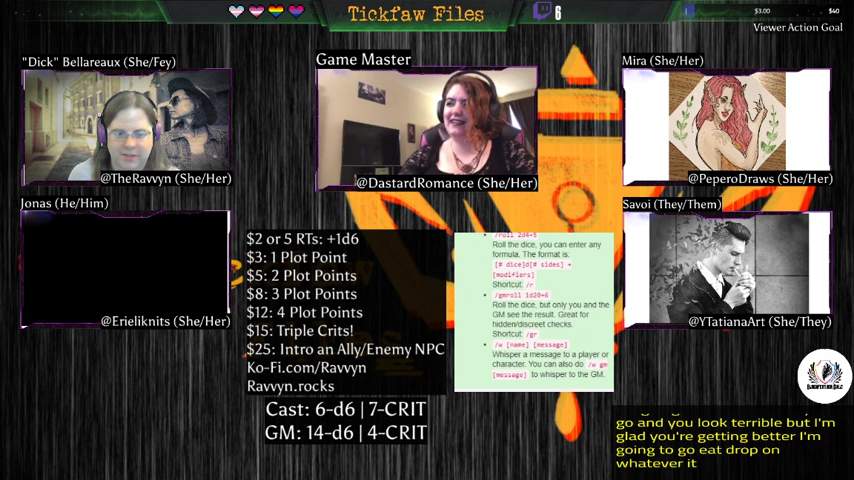 Tickfaw Files
6
$3.00
$40
Viewer Action Goal
"Dick" Bellareaux (She/Fey)
@TheRavvyn (She/Her)
Game Master
@DastardRomance (She/Her)
Mira (She/Her)
@PeperoDraws (She/Her)
Jonas (He/Him)
@Erieliknits (She/Her)
Savoi (They/Them)
@YTatianaArt (She/They)
$2 or 5 RTs: +1d6
$3: 1 Plot Point
$5: 2 Plot Points
$8: 3 Plot Points
$12: 4 Plot Points
$15: Triple Crits!
$25: Intro an Ally/Enemy NPC
Ko-Fi.com/Ravvyn
Ravvyn.rocks
Cast: 6-d6 | 7-CRIT
GM: 14-d6 | 4-CRIT
/roll 2d4+5
Roll the dice, you can enter any
formula. The format is:
[# dice]d[# sides] +
[modifiers]
Shortcut: /r
/gmroll 1d20+6
Roll the dice, but only you and the
GM see the result. Great for
hidden/discreet checks.
Shortcut: /gr
/w [name] [message]
Whisper a message to a player or
character. You can also do /w gm
[message] to whisper to the GM.
go and you look terrible but I'm
glad you're getting better I'm
going to go eat drop on
whatever it